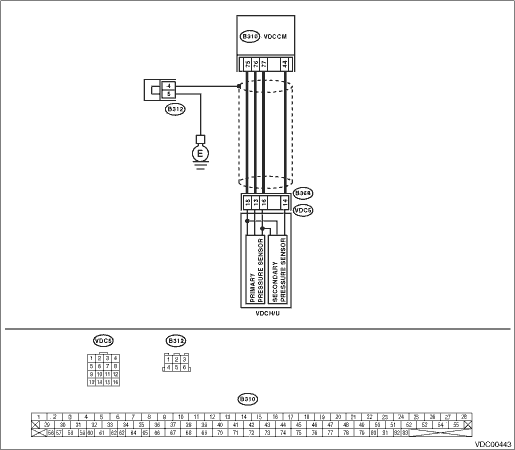 B310 VDCCM
75 76 77 44
4
5
B312
E
B364
15 13 16 14
VDC5
PRIMARY
PRESSURE SENSOR
SECONDARY
PRESSURE SENSOR
VDCH/U
VDC5 B312
1 2 3 4
5 6 7 8
9 10 11 12
13 14 15 16
1 2 3
4 5 6
B310
1 2 3 4 5 6 7 8 9 10 11 12 13 14 15 16 17 18 19 20 21 22 23 24 25 26 27 28
29 30 31 32 33 34 35 36 37 38 39 40 41 42 43 44 45 46 47 48 49 50 51 52 53 54
56 57 58 59 60 61 62 63 64 65 66 67 68 69 70 71 72 73 74 75 76 77 78 79 80 81 82 83
VDC00443